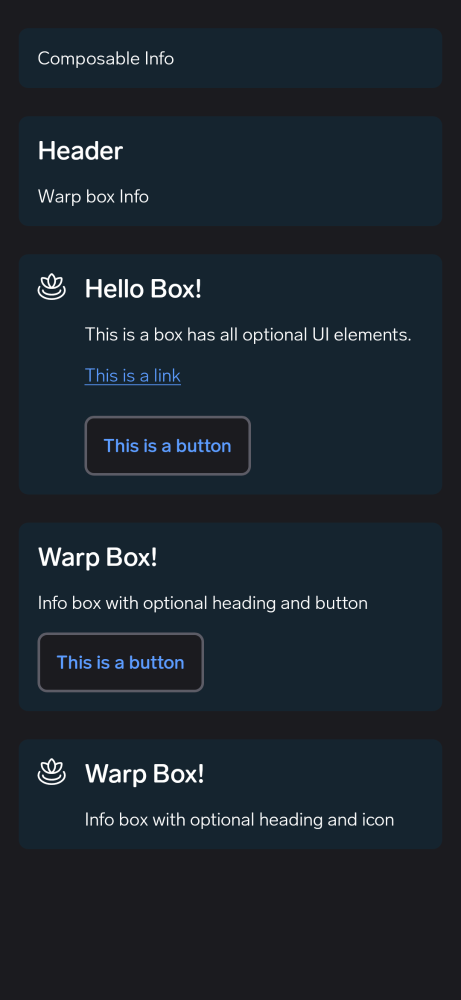 Composable Info
Header
Warp box Info
Hello Box!
This is a box has all optional UI elements.
This is a link
This is a button
Warp Box!
Info box with optional heading and button
This is a button
Warp Box!
Info box with optional heading and icon